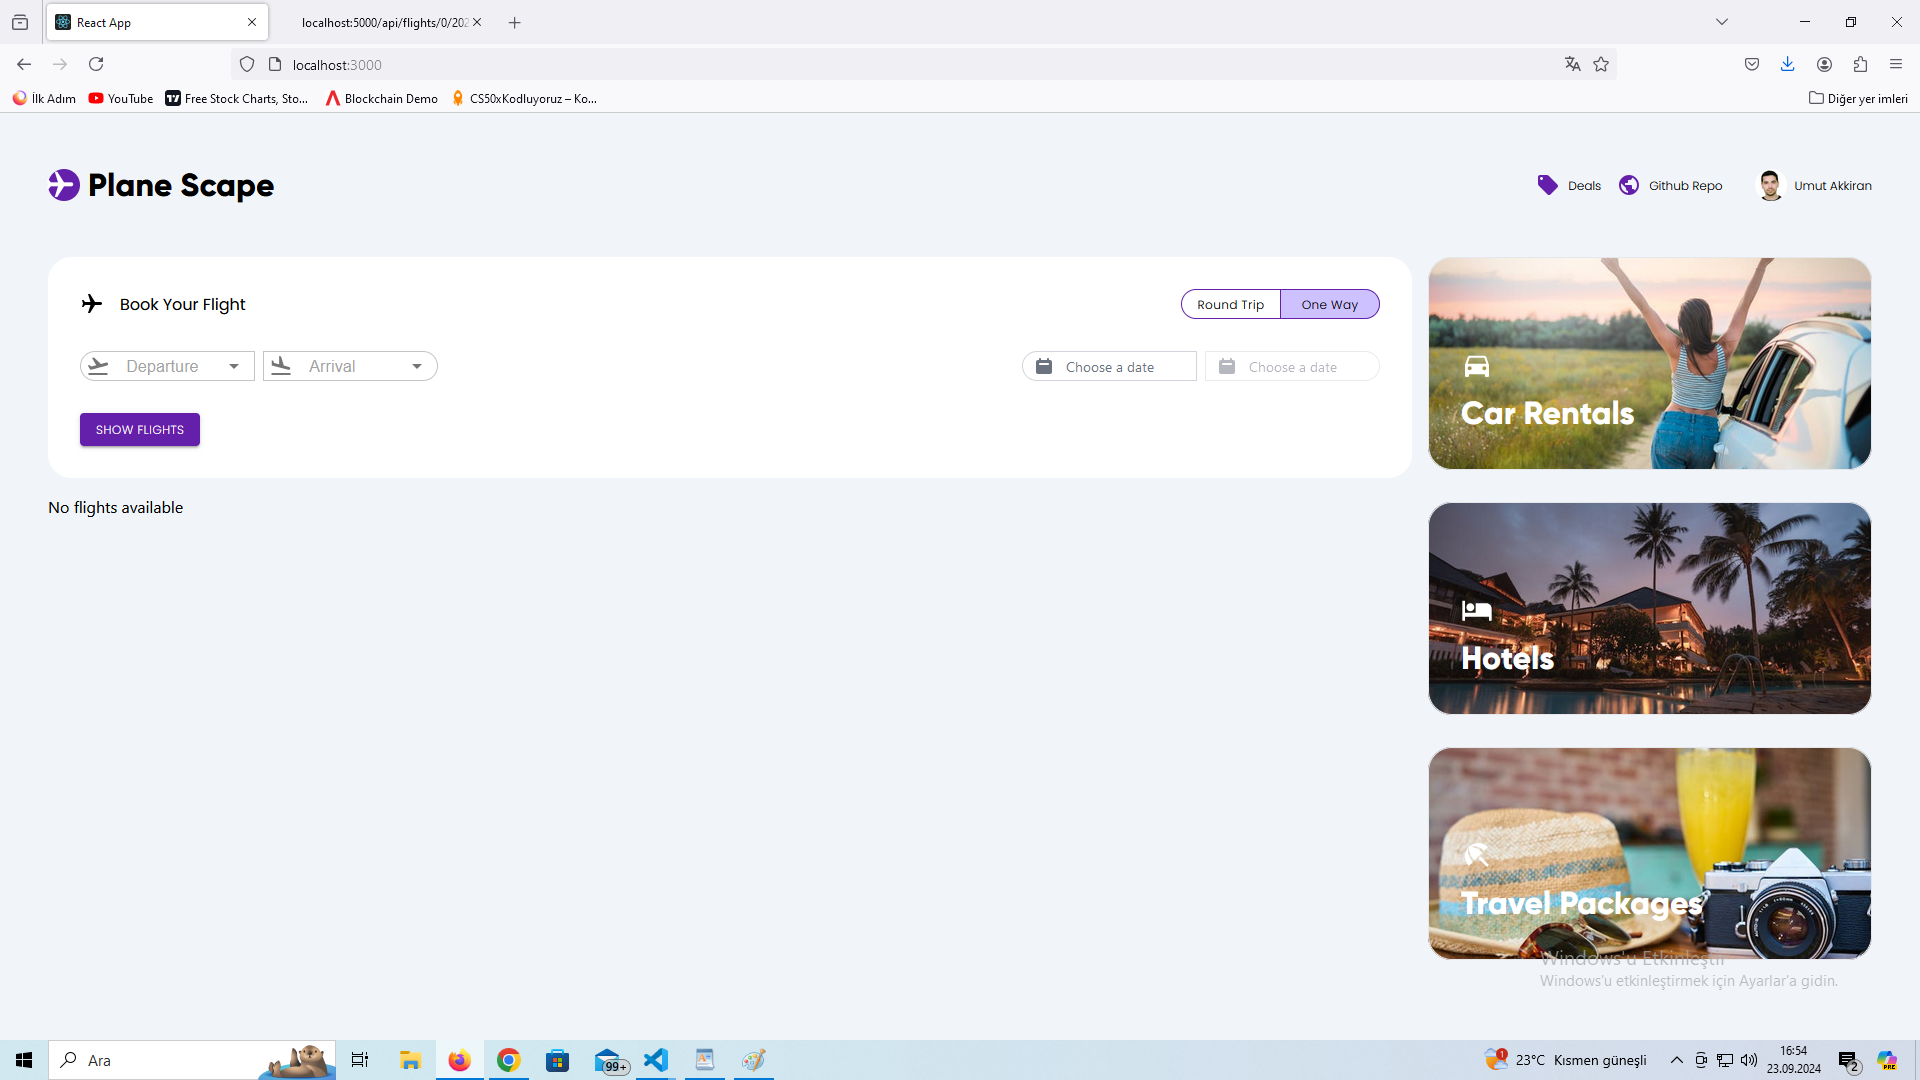 React App
localhost:5000/api/flights/0/202
localhost:3000
İlk Adım
YouTube
Free Stock Charts, Sto...
Blockchain Demo
CS50xKodluyoruz – Ko...
Diğer yer imleri
Plane Scape
Deals
Github Repo
Umut Akkiran
Book Your Flight
Round Trip
One Way
Departure
Arrival
Choose a date
Choose a date
SHOW FLIGHTS
No flights available
Car Rentals
Hotels
Travel Packages
Windows'u Etkinleştir
Windows'u etkinleştirmek için Ayarlar'a gidin.
Ara
99+
1
23°C Kısmen güneşli
16:54
23.09.2024
2
PRE